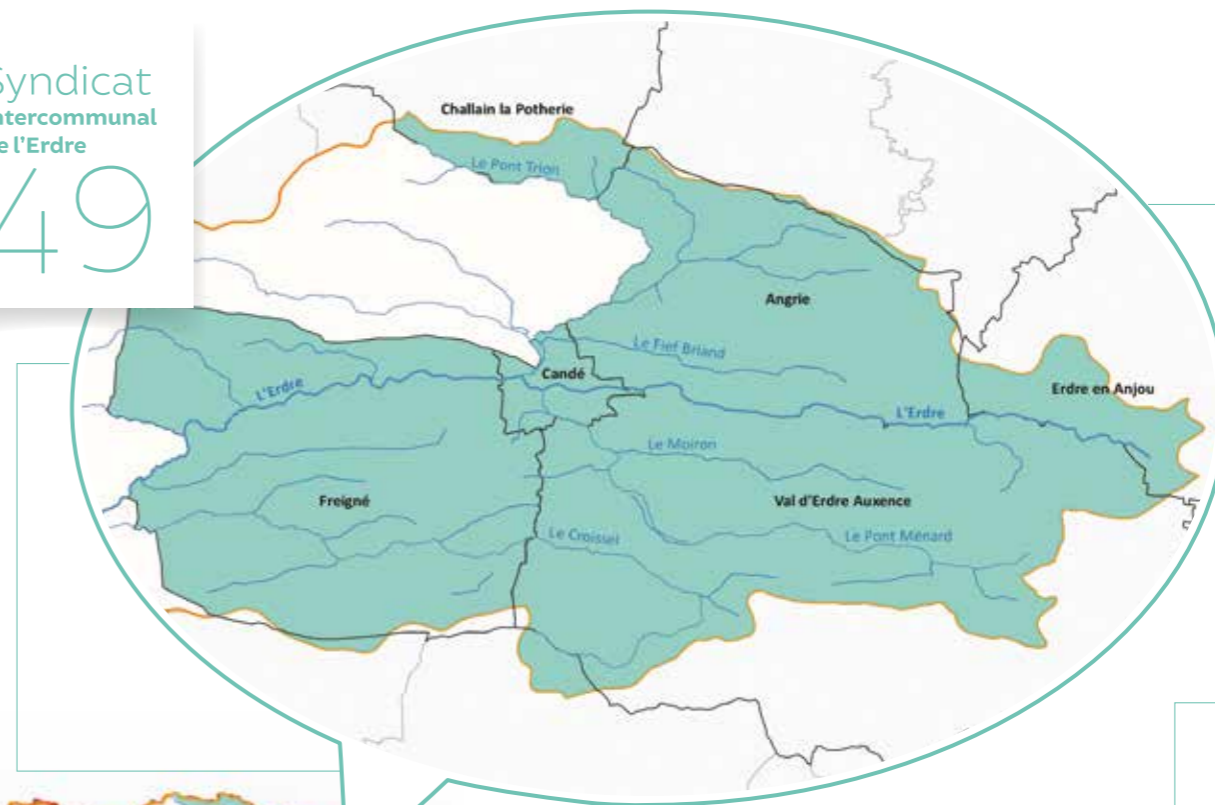 Syndicat
ntercommunal
e l'Erdre
49
Challain la Potherie
Le Pont Trion
Angrie
Le Fief Briand
Candé
Erdre en Anjou
L'Erdre
L'Erdre
Le Moiron
Freigné
Val d'Erdre Auxence
Le Croissel
Le Pont Ménard